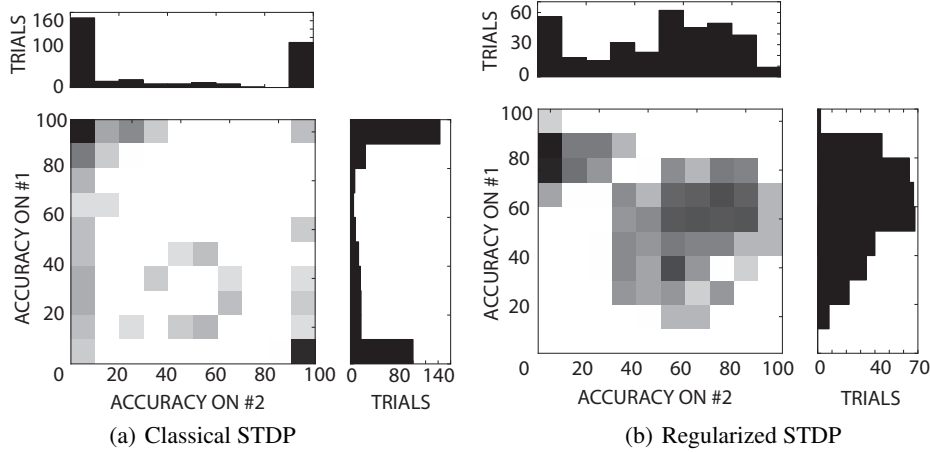 TRIALS
160
100
0
ACCURACY ON #1
100
80
60
40
20
0
0 20 40 60 80 100
ACCURACY ON #2
0 80 140
TRIALS
(a) Classical STDP
TRIALS
60
30
0
ACCURACY ON #1
100
80
60
40
20
0
20 40 60 80 100
ACCURACY ON #2
0 40 70
TRIALS
(b) Regularized STDP